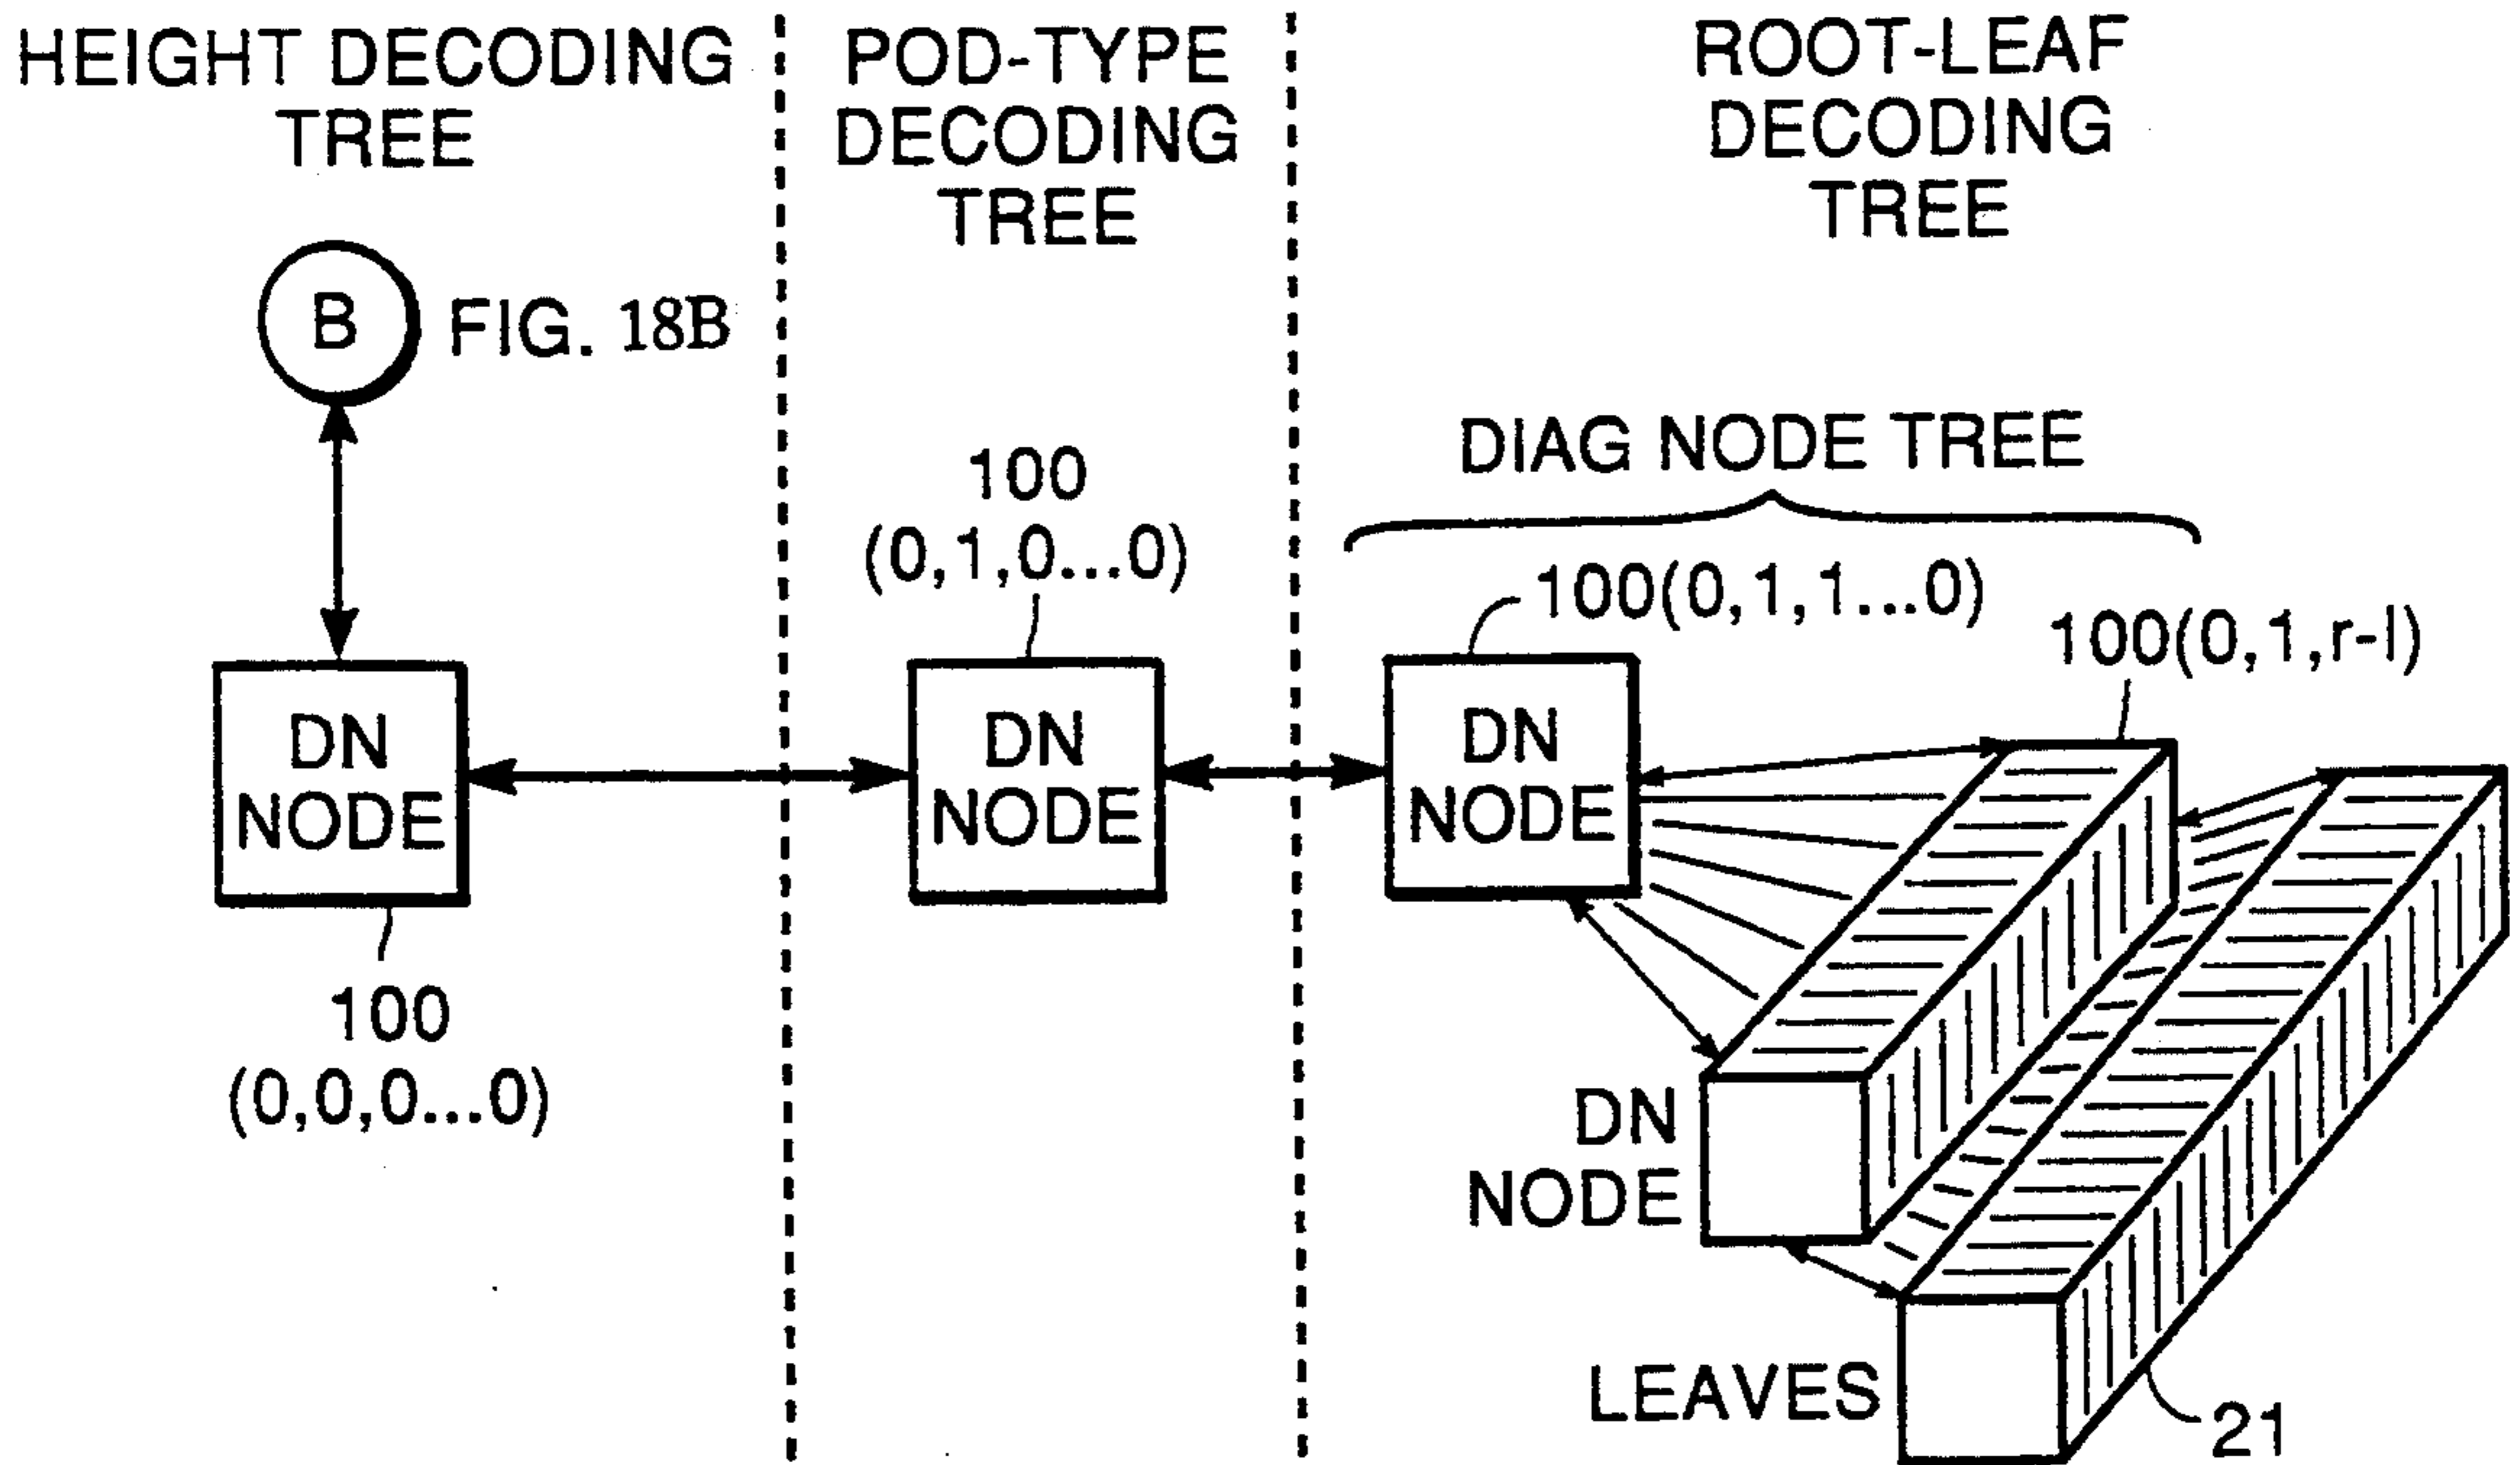 HEIGHT DECODING
TREE
POD-TYPE
DECODING
TREE
ROOT-LEAF
DECODING
TREE
B
FIG. 18B
DIAG NODE TREE
100
(0,1,0...0)
100(0,1,1...0)
100(0,1,r-l)
DN
NODE
DN
NODE
DN
NODE
100
(0,0,0...0)
DN
NODE
LEAVES
21